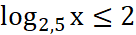 log₂,₅ x ≤ 2